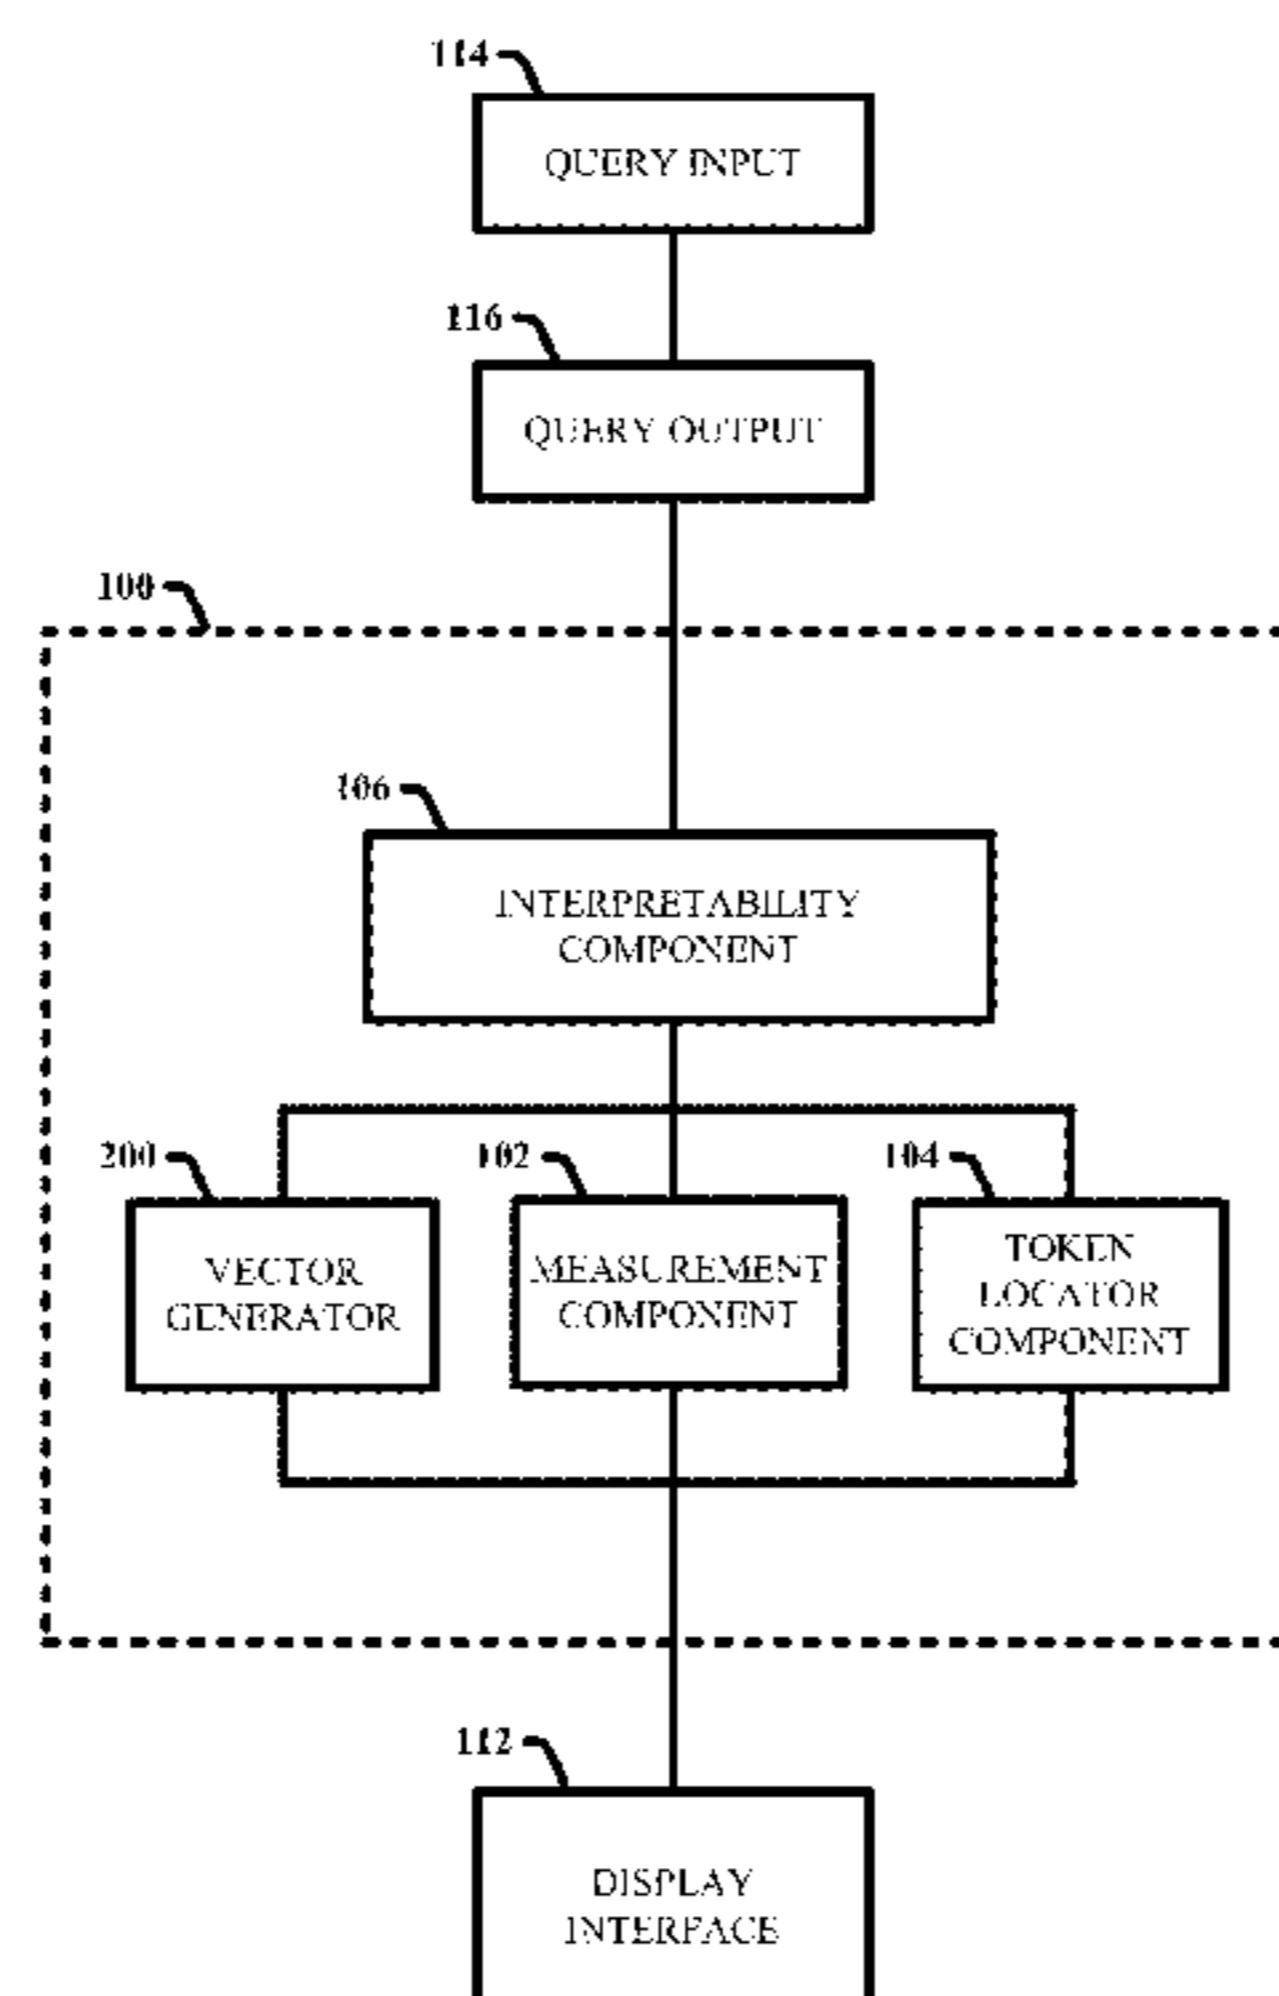 114
QUERY INPUT
116
QUERY OUTPUT
100
106
INTERPRETABILITY
COMPONENT
200
102
104
VECTOR
GENERATOR
MEASUREMENT
COMPONENT
TOKEN
LOCATOR
COMPONENT
112
DISPLAY
INTERFACE